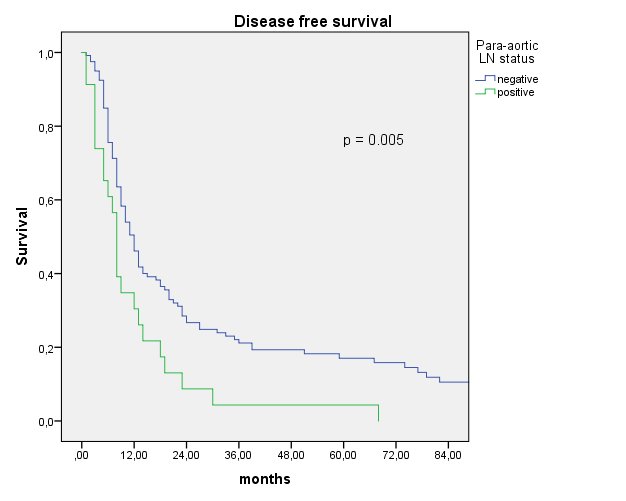 Disease free survival
Para-aortic
LN status
negative
positive
p = 0.005
Survival
1,0
0,8
0,6
0,4
0,2
0,0
,00 12,00 24,00 36,00 48,00 60,00 72,00 84,00
months